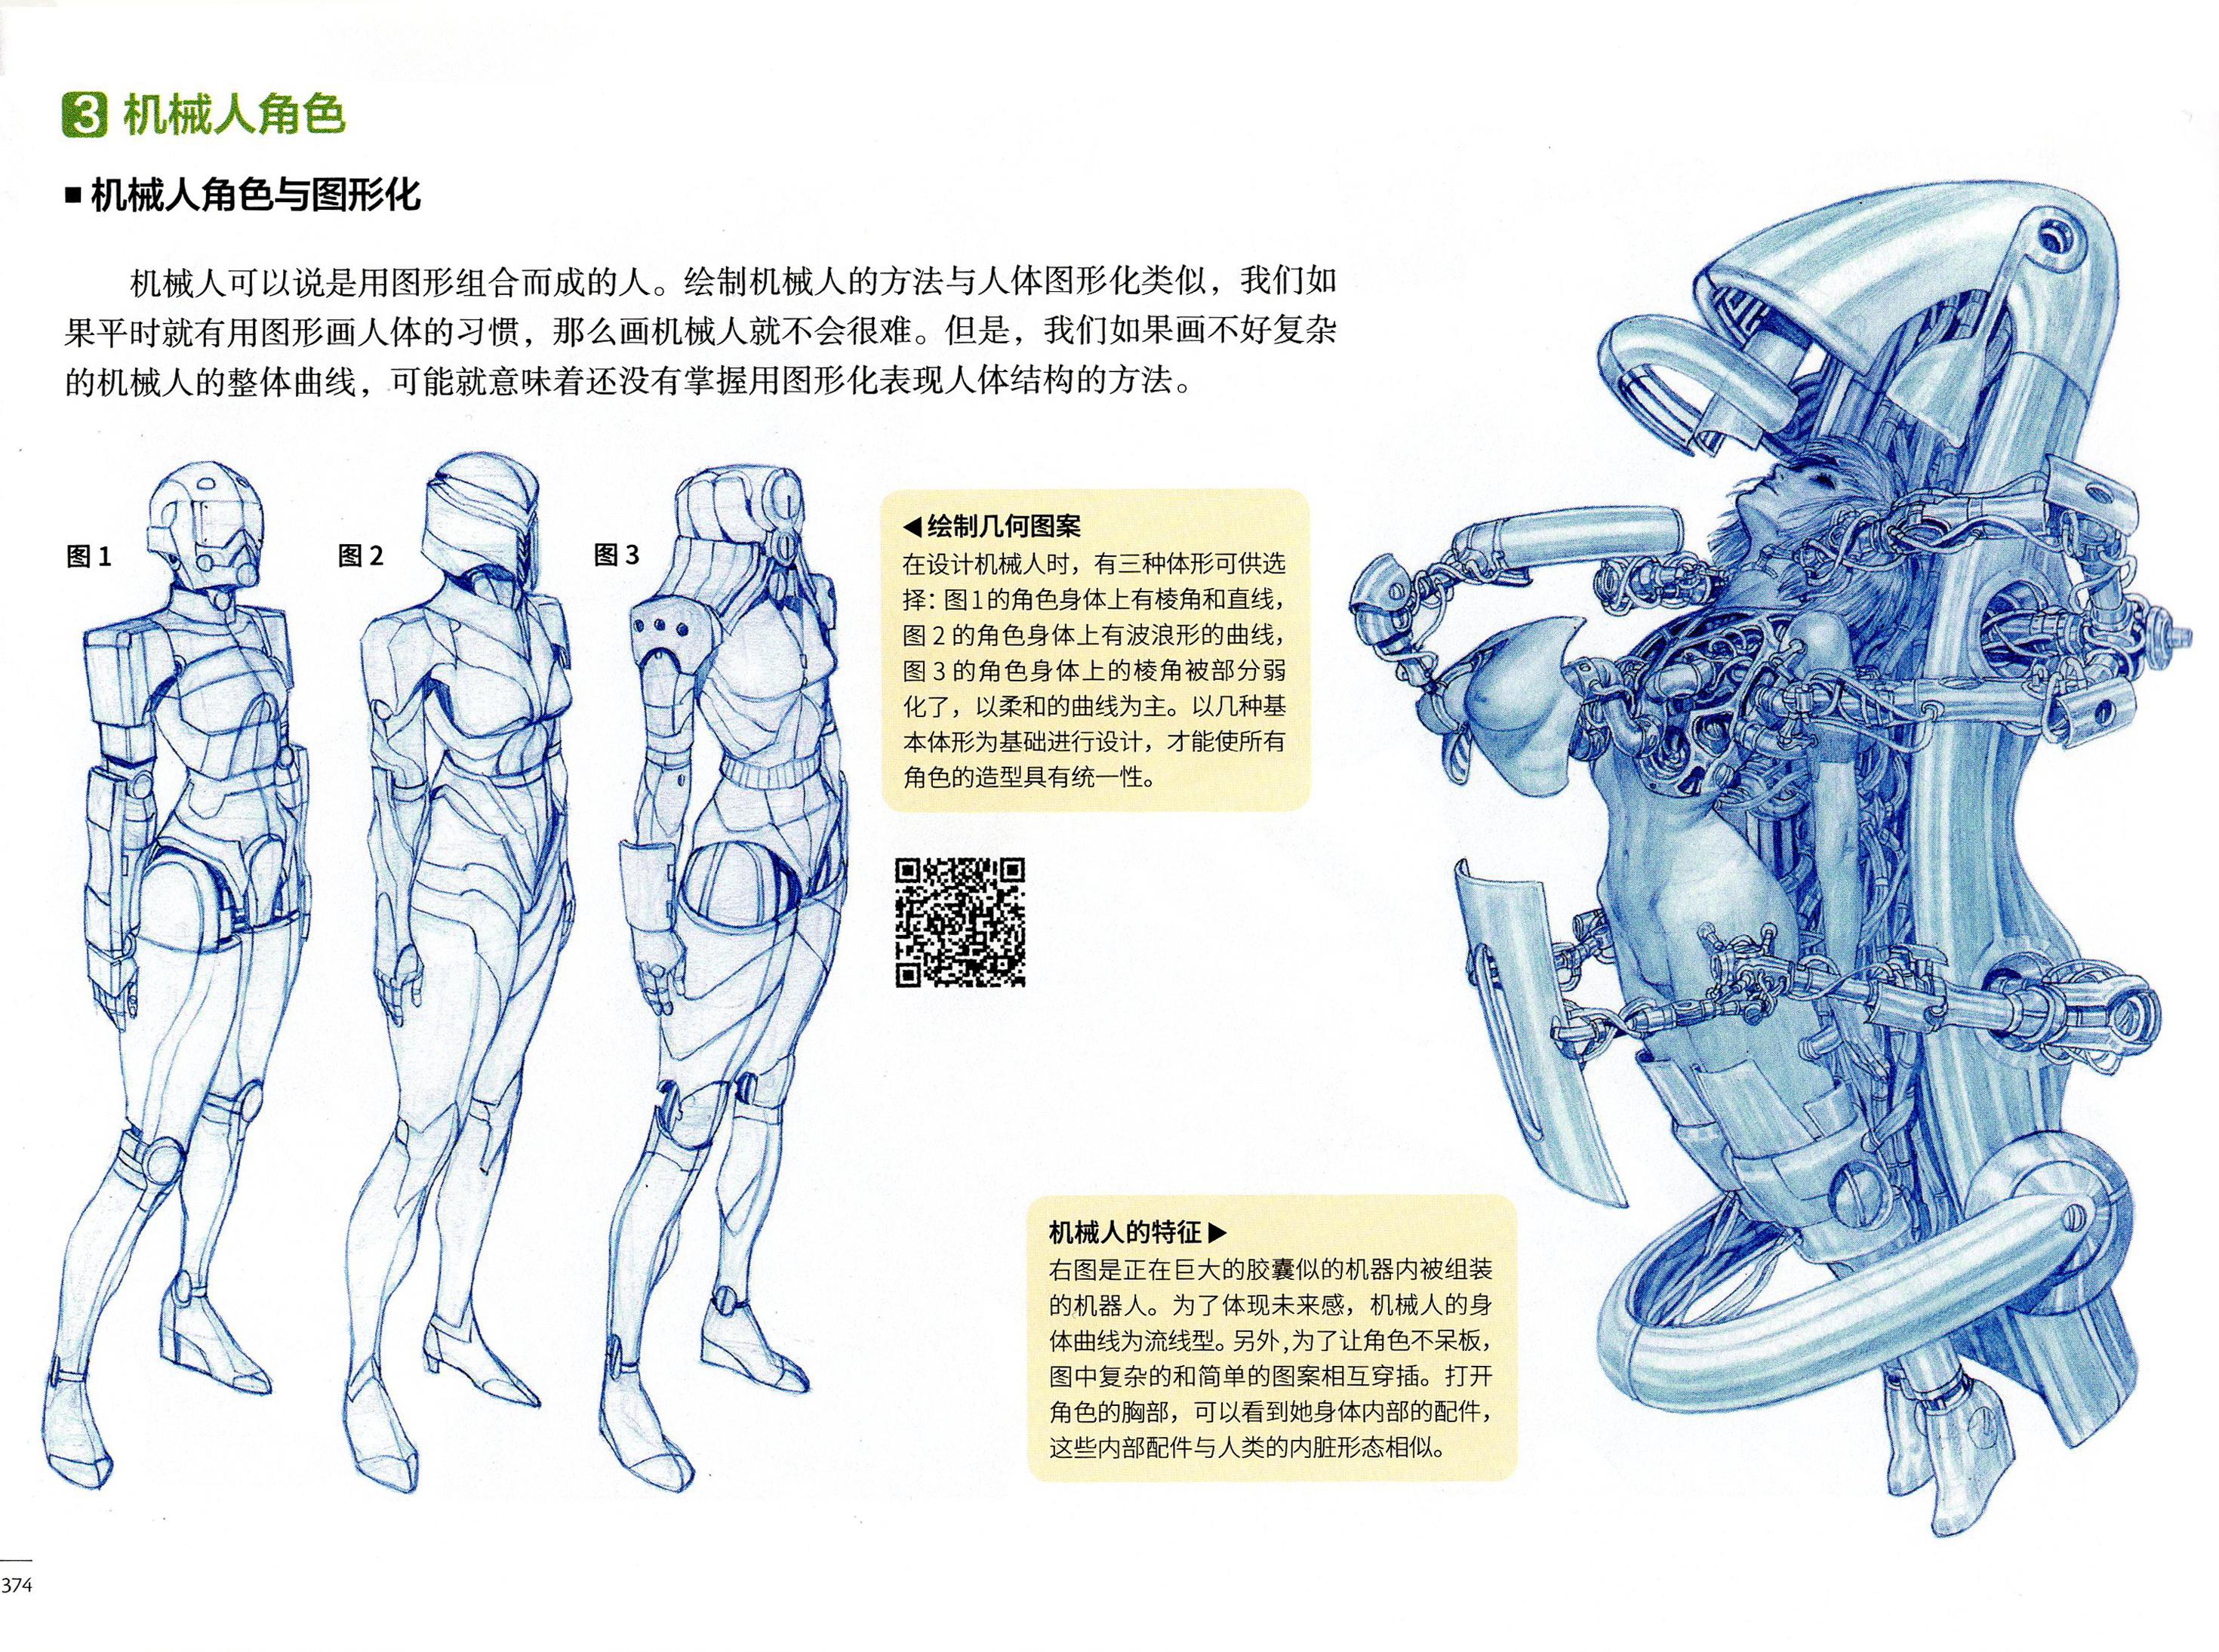 3 机械人角色
■ 机械人角色与图形化
机械人可以说是用图形组合而成的人。绘制机械人的方法与人体图形化类似，我们如
果平时就有用图形画人体的习惯，那么画机械人就不会很难。但是，我们如果画不好复杂
的机械人的整体曲线，可能就意味着还没有掌握用图形化表现人体结构的方法。
图 1
图 2
图 3
◀绘制几何图案
在设计机械人时，有三种体形可供选
择：图1的角色身体上有棱角和直线，
图 2 的角色身体上有波浪形的曲线，
图 3 的角色身体上的棱角被部分弱
化了，以柔和的曲线为主。以几种基
本体形为基础进行设计，才能使所有
角色的造型具有统一性。
机械人的特征▶
右图是正在巨大的胶囊似的机器内被组装
的机器人。为了体现未来感，机械人的身
体曲线为流线型。另外，为了让角色不呆板，
图中复杂的和简单的图案相互穿插。打开
角色的胸部，可以看到她身体内部的配件，
这些内部配件与人类的内脏形态相似。
374